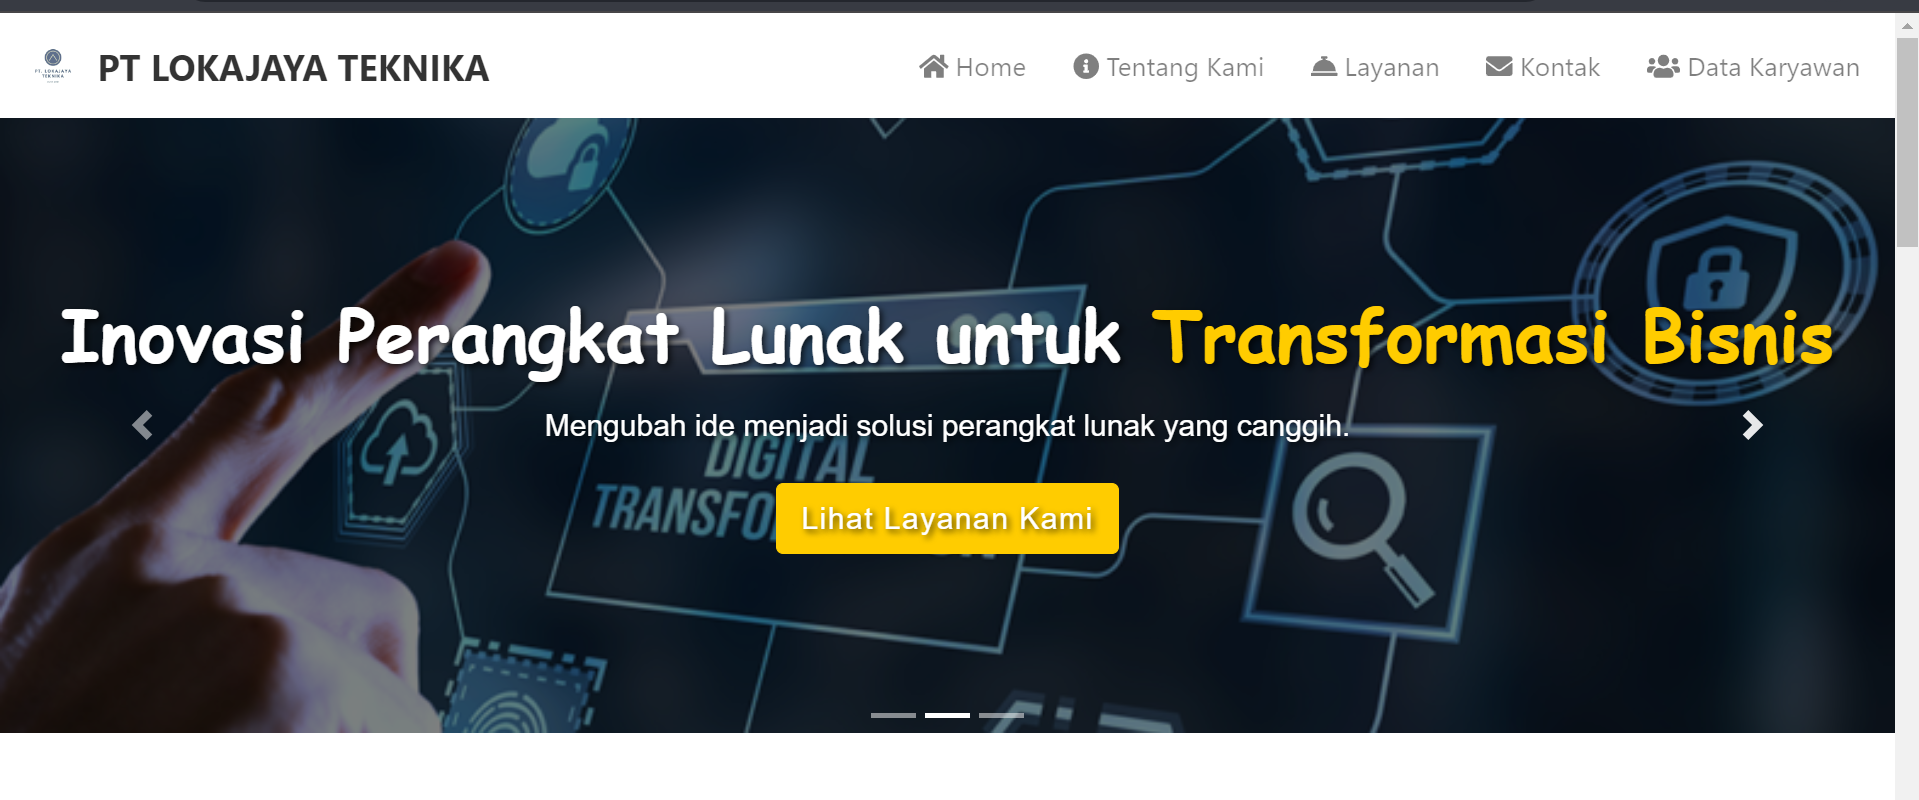 PT. LOKAJAYA
TEKNIKA
PT LOKAJAYA TEKNIKA
Home
Tentang Kami
Layanan
Kontak
Data Karyawan
Inovasi Perangkat Lunak untuk Transformasi Bisnis
Mengubah ide menjadi solusi perangkat lunak yang canggih.
DIGITAL
TRANSFO
Lihat Layanan Kami